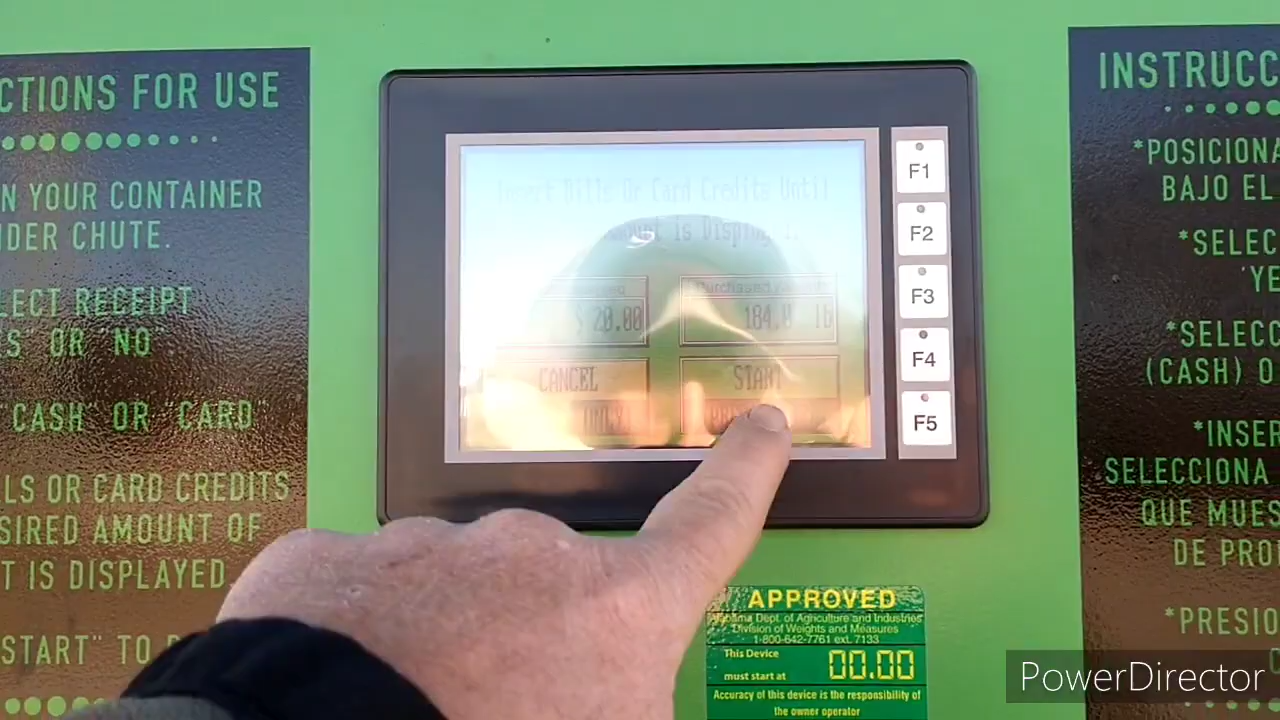 CTIONS FOR USE
N YOUR CONTAINER
NDER CHUTE.
LECT RECEIPT
S OR NO
"CASH" OR CARD"
LLS OR CARD CREDITS
SIRED AMOUNT OF
T IS DISPLAYED
START" TO
Insert Bills Or Card Credits Until
is
Purchased
$ 20.00
184.0 lb
CANCEL
START
ONLY
F1
F2
F3
F4
F5
APPROVED
Alabama Dept. of Agriculture and Industries
Division of Weights and Measures
1-800-642-7761 ext. 7133
This Device
must start at
00.00
Accuracy of this device is the responsibility of
the owner operator
INSTRUCC
*POSICIONA
BAJO EL
*SELEC
'YE
*SELECC
(CASH) O
*INSER
SELECCIONA
QUE MUES
DE PRO
*PRESIO
PowerDirector